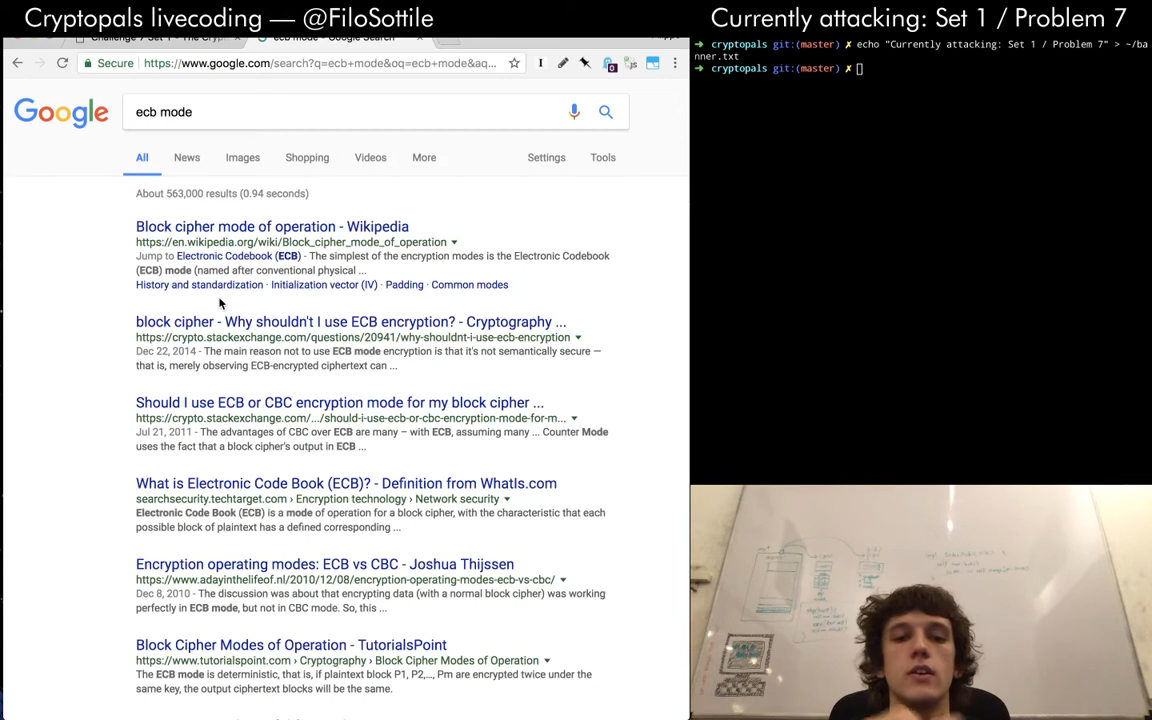 Cryptopals livecoding — @FiloSottile
Currently attacking: Set 1 / Problem 7
Challenge 7 Set 1 - The Cryp
ecb mode - Google Search
Secure
https://www.google.com/search?q=ecb+mode&oq=ecb+mode&aq...
Google
ecb mode
All
News
Images
Shopping
Videos
More
Settings
Tools
About 563,000 results (0.94 seconds)
Block cipher mode of operation - Wikipedia
https://en.wikipedia.org/wiki/Block_cipher_mode_of_operation
Jump to Electronic Codebook (ECB) - The simplest of the encryption modes is the Electronic Codebook
(ECB) mode (named after conventional physical ...
History and standardization · Initialization vector (IV) · Padding · Common modes
block cipher - Why shouldn't I use ECB encryption? - Cryptography ...
https://crypto.stackexchange.com/questions/20941/why-shouldnt-i-use-ecb-encryption
Dec 22, 2014 - The main reason not to use ECB mode encryption is that it's not semantically secure —
that is, merely observing ECB-encrypted ciphertext can ...
Should I use ECB or CBC encryption mode for my block cipher ...
https://crypto.stackexchange.com/.../should-i-use-ecb-or-cbc-encryption-mode-for-m...
Jul 21, 2011 - The advantages of CBC over ECB are many – with ECB, assuming many ... Counter Mode
uses the fact that a block cipher's output in ECB ...
What is Electronic Code Book (ECB)? - Definition from WhatIs.com
searchsecurity.techtarget.com › Encryption technology › Network security
Electronic Code Book (ECB) is a mode of operation for a block cipher, with the characteristic that each
possible block of plaintext has a defined corresponding ...
Encryption operating modes: ECB vs CBC - Joshua Thijssen
https://www.adayinthelifeof.nl/2010/12/08/encryption-operating-modes-ecb-vs-cbc/
Dec 8, 2010 - The discussion was about that encrypting data (with a normal block cipher) was working
perfectly in ECB mode, but not in CBC mode. So, this ...
Block Cipher Modes of Operation - TutorialsPoint
https://www.tutorialspoint.com › Cryptography › Block Cipher Modes of Operation
The ECB mode is deterministic, that is, if plaintext block P1, P2,..., Pm are encrypted twice under the
same key, the output ciphertext blocks will be the same.
➜ cryptopals git:(master) ✗ echo "Currently attacking: Set 1 / Problem 7" > ~/ba
nner.txt
➜ cryptopals git:(master) ✗